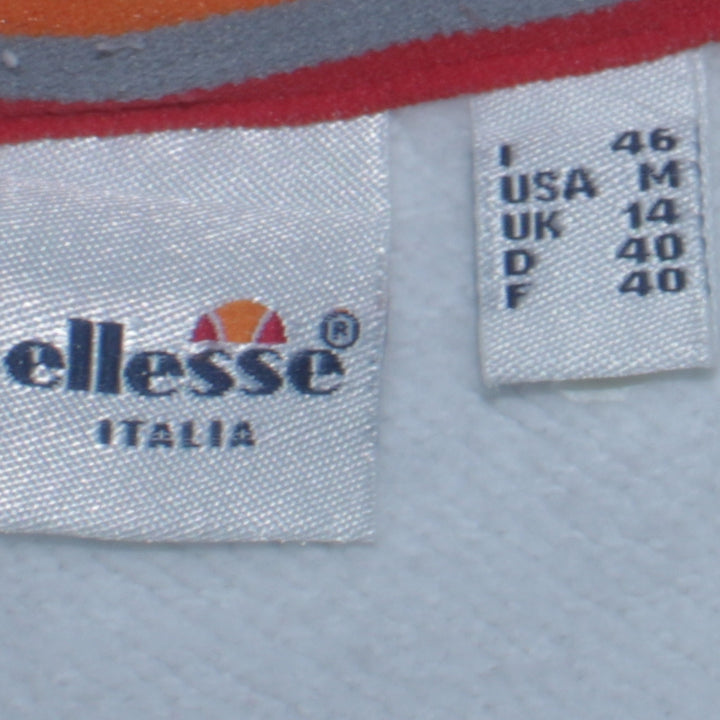 ellesse®
ITALIA
I 46
USA M
UK 14
D 40
F 40